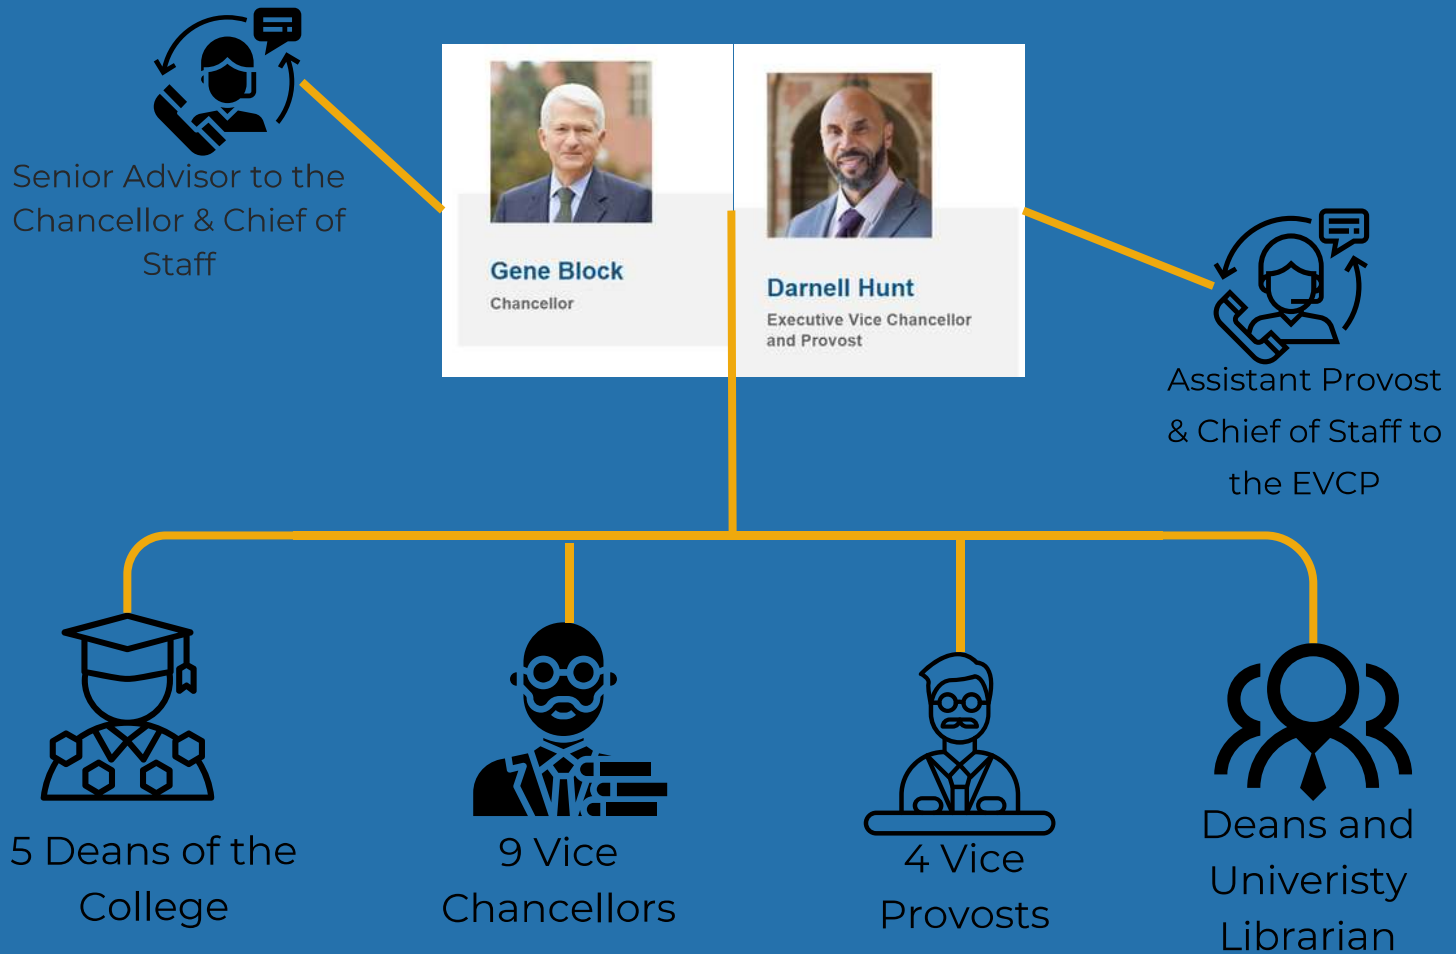 Senior Advisor to the
Chancellor & Chief of
Staff
Gene Block
Chancellor
Darnell Hunt
Executive Vice Chancellor
and Provost
Assistant Provost
& Chief of Staff to
the EVCP
5 Deans of the
College
9 Vice
Chancellors
4 Vice
Provosts
Deans and
Univeristy
Librarian